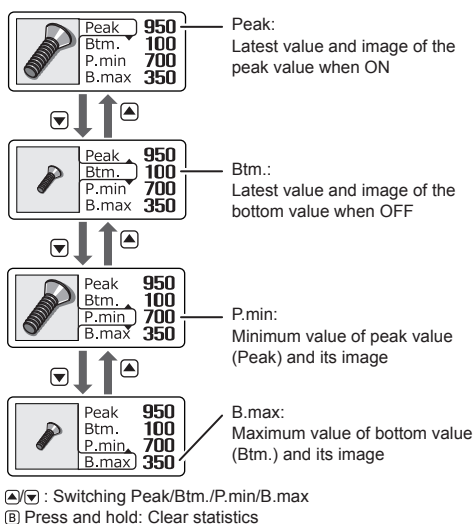 Peak 950
Btm. 100
P.min 700
B.max 350
Peak:
Latest value and image of the
peak value when ON
▼ ▲
Peak 950
Btm. 100
P.min 700
B.max 350
Btm.:
Latest value and image of the
bottom value when OFF
▼ ▲
Peak 950
Btm. 100
P.min 700
B.max 350
P.min:
Minimum value of peak value
(Peak) and its image
▼ ▲
Peak 950
Btm. 100
P.min 700
B.max 350
B.max:
Maximum value of bottom value
(Btm.) and its image
▲/▼ : Switching Peak/Btm./P.min/B.max
B Press and hold: Clear statistics